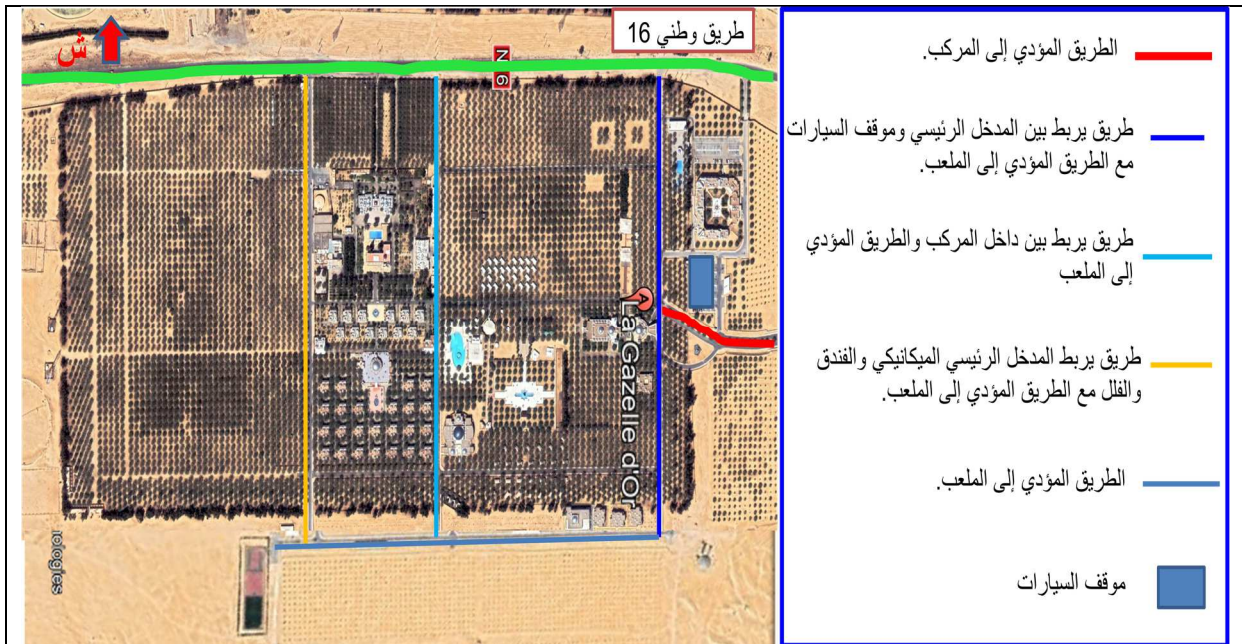 طريق وطني 16
ش
N 6
A
La Gazelle d'Or
ologies
الطريق المؤدي إلى المركب.
طريق يربط بين المدخل الرئيسي وموقف السيارات
مع الطريق المؤدي إلى الملعب.
طريق يربط بين داخل المركب والطريق المؤدي
إلى الملعب
طريق يربط المدخل الرئيسي الميكانيكي والفندق
والفلل مع الطريق المؤدي إلى الملعب.
الطريق المؤدي إلى الملعب.
موقف السيارات